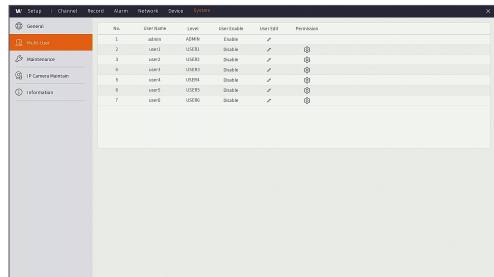 W Setup | Channel Record Alarm Network Device System ×
General
Multi-User
Maintenance
IP Camera Maintain
Information
No. User Name Level User Enable User Edit Permission
1 admin ADMIN Enable
2 user1 USER1 Disable
3 user2 USER2 Disable
4 user3 USER3 Disable
5 user4 USER4 Disable
6 user5 USER5 Disable
7 user6 USER6 Disable